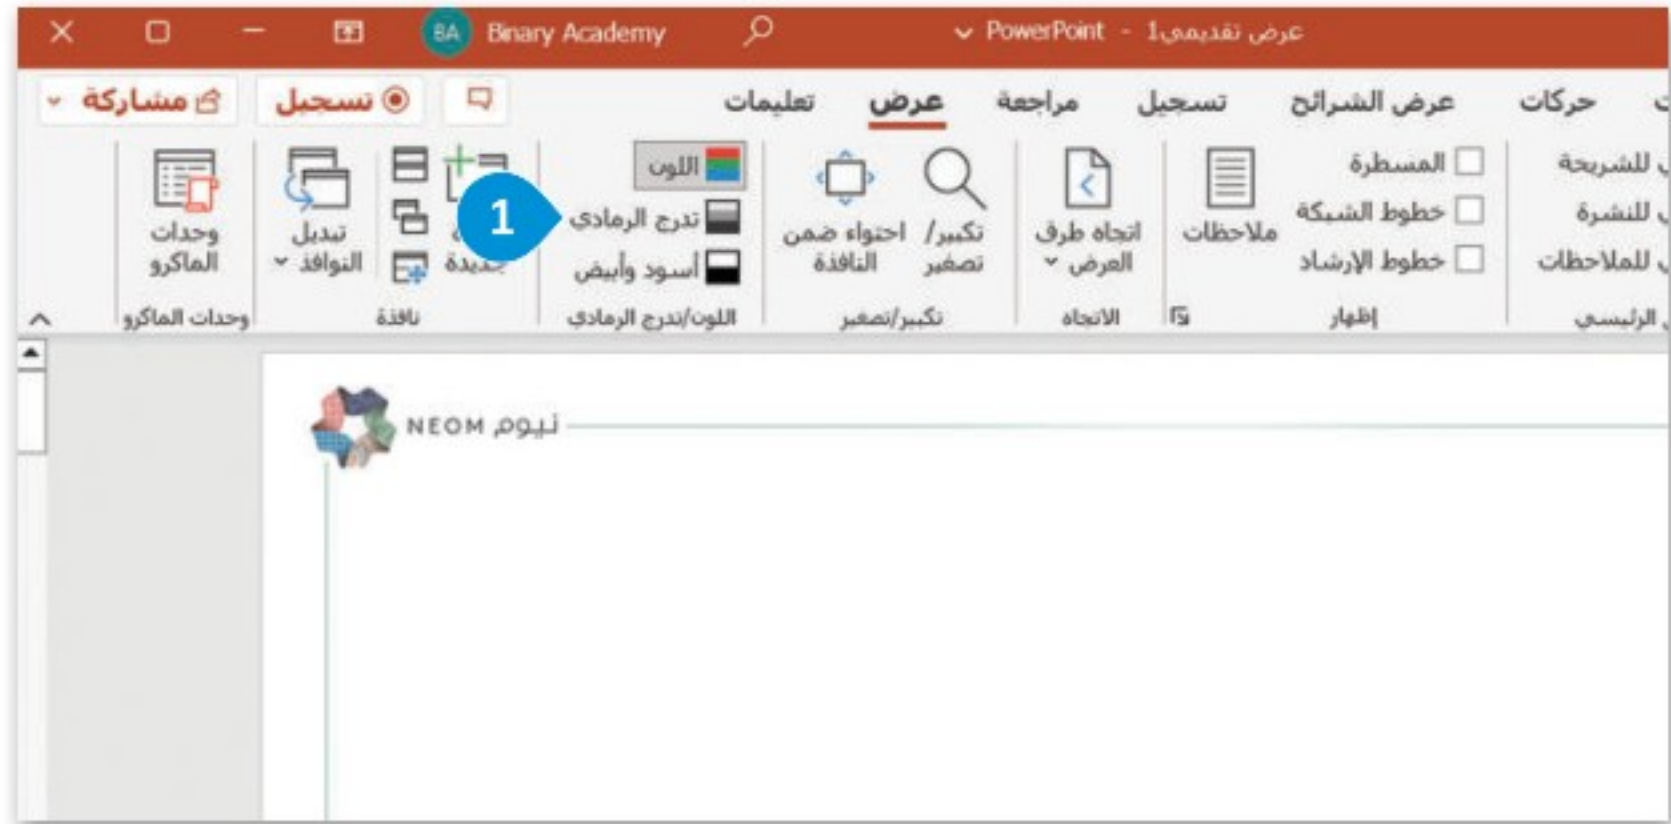 عرض تقديمي1 - PowerPoint
Binary Academy
BA
حركات
عرض الشرائح
تسجيل
مراجعة
عرض
تعليمات
تسجيل
مشاركة
للشريحة
للنشرة
للملاحظات
الرئيسي
المسطرة
خطوط الشبكة
خطوط الإرشاد
ملاحظات
إظهار
اتجاه طرف
العرض
الاتجاه
تكبير/
تصغير
احتواء ضمن
النافذة
تكبير/تصغير
اللون
تدرج الرمادي
أسود وأبيض
اللون/تدرج الرمادي
1
جديدة
تبديل
النوافذ
نافذة
وحدات
الماكرو
وحدات الماكرو
نيوم NEOM